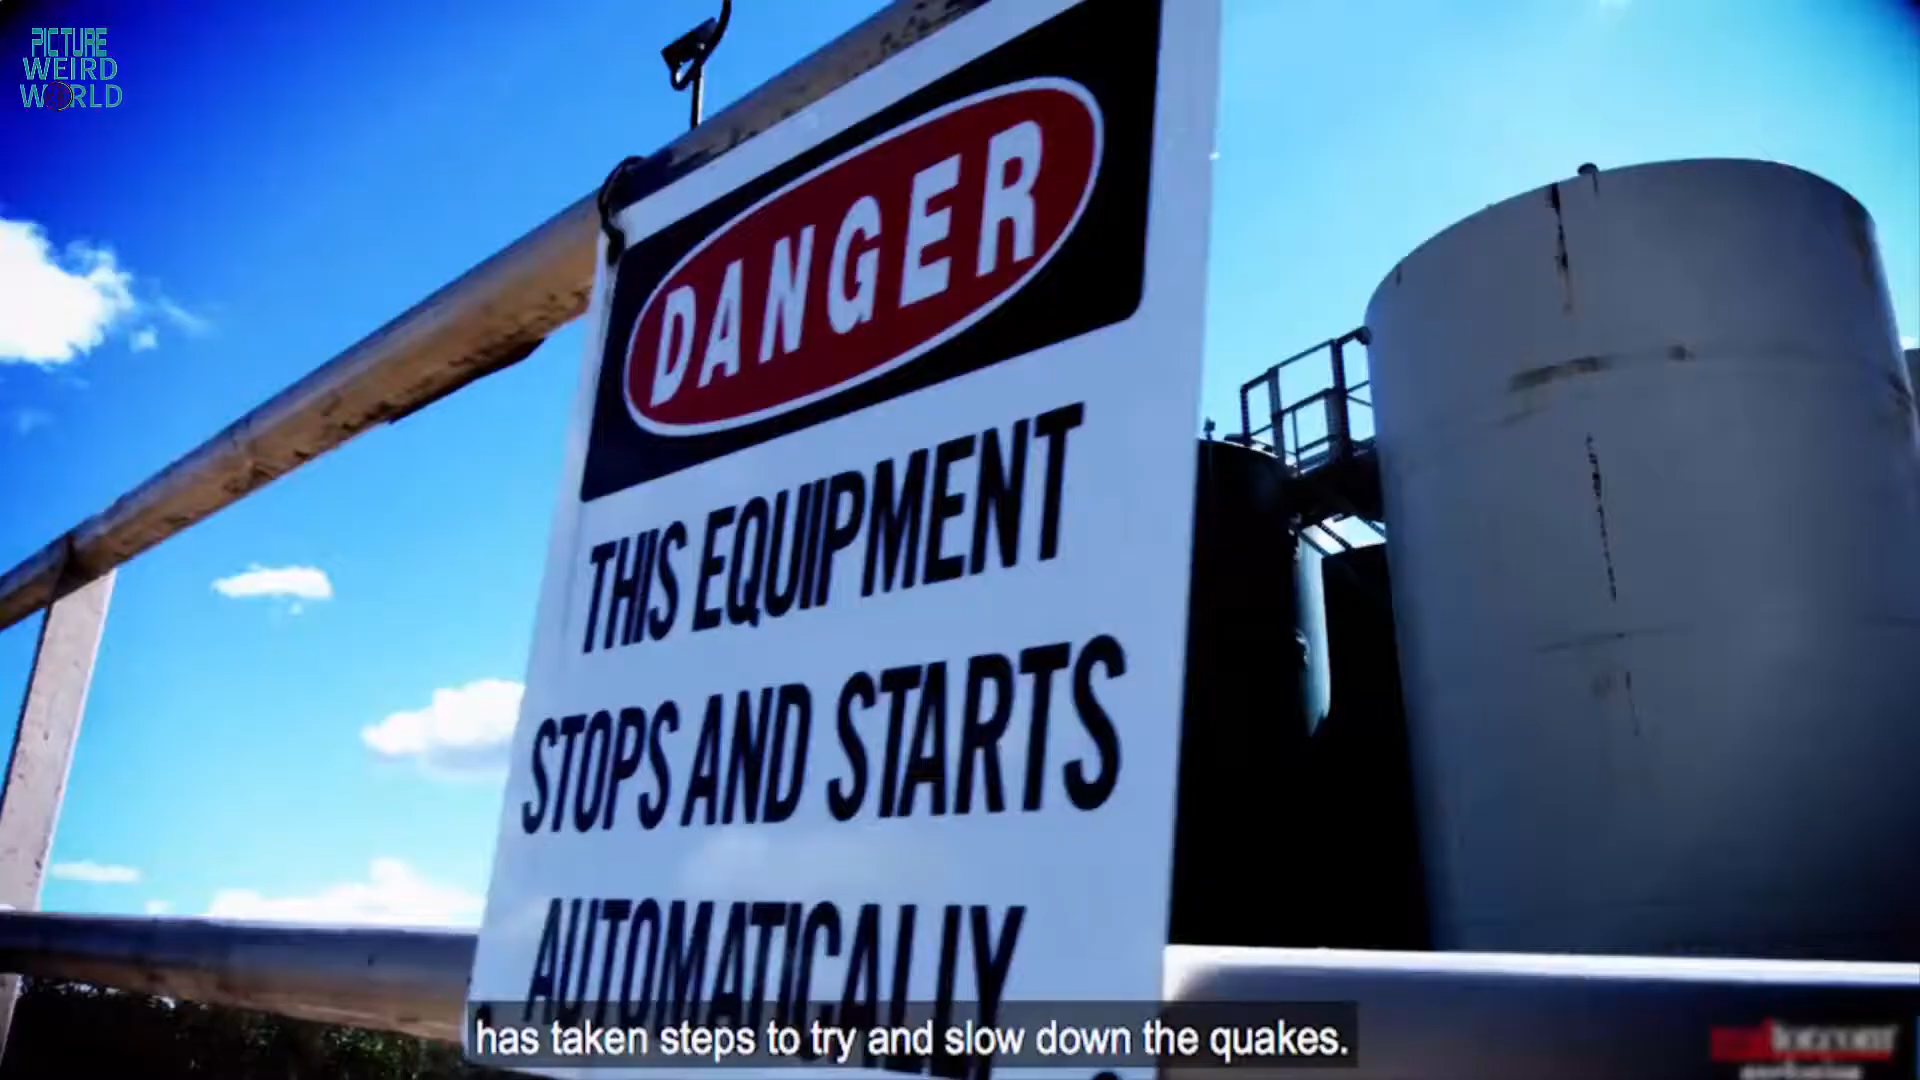 PICTURE
WEIRD
WORLD
DANGER
THIS EQUIPMENT
STOPS AND STARTS
AUTOMATICALLY
has taken steps to try and slow down the quakes.